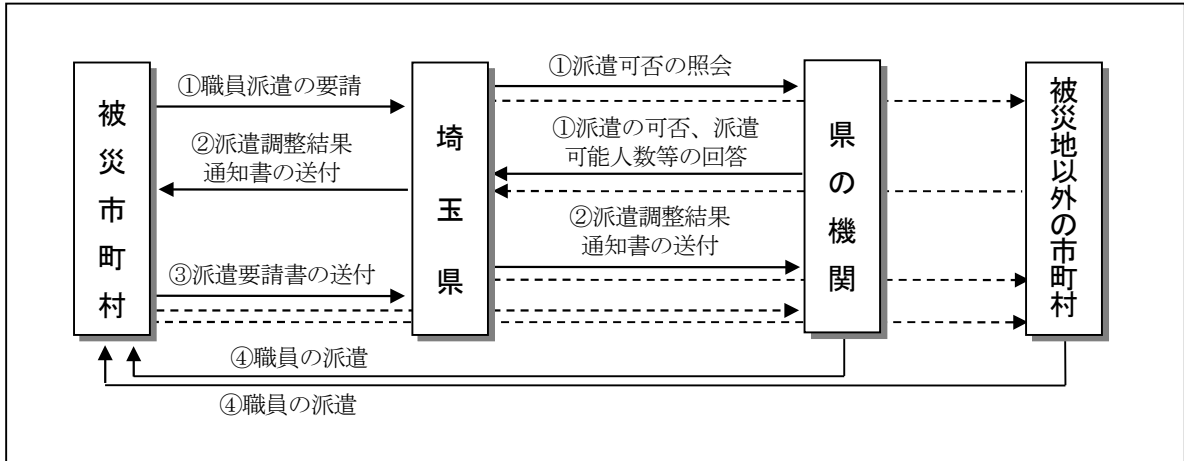 被災市町村
①職員派遣の要請
②派遣調整結果
通知書の送付
③派遣要請書の送付
埼玉県
①派遣可否の照会
①派遣の可否、派遣
可能人数等の回答
②派遣調整結果
通知書の送付
県の機関
被災地以外の市町村
④職員の派遣
④職員の派遣